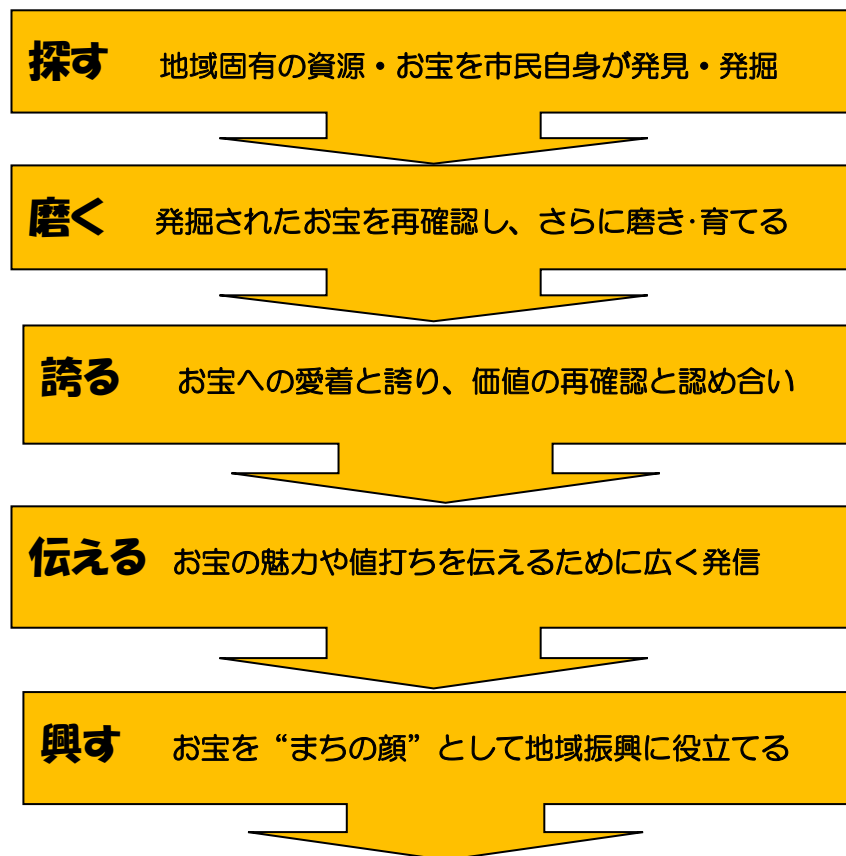 探す 地域固有の資源・お宝を市民自身が発見・発掘
磨く 発掘されたお宝を再確認し、さらに磨き・育てる
誇る お宝への愛着と誇り、価値の再確認と認め合い
伝える お宝の魅力や値打ちを伝えるために広く発信
興す お宝を“まちの顔”として地域振興に役立てる